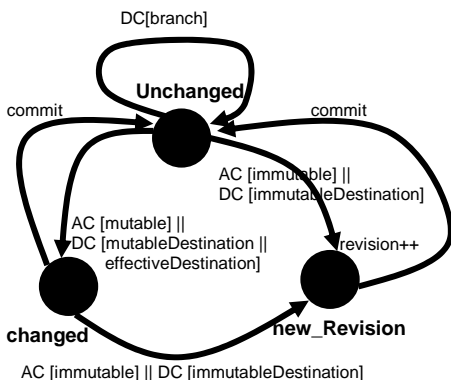 DC[branch]
Unchanged
commit
commit
AC [immutable] ||
DC [immutableDestination]
AC [mutable] ||
DC [mutableDestination ||
effectiveDestination]
revision++
changed
new_Revision
AC [immutable] || DC [immutableDestination]